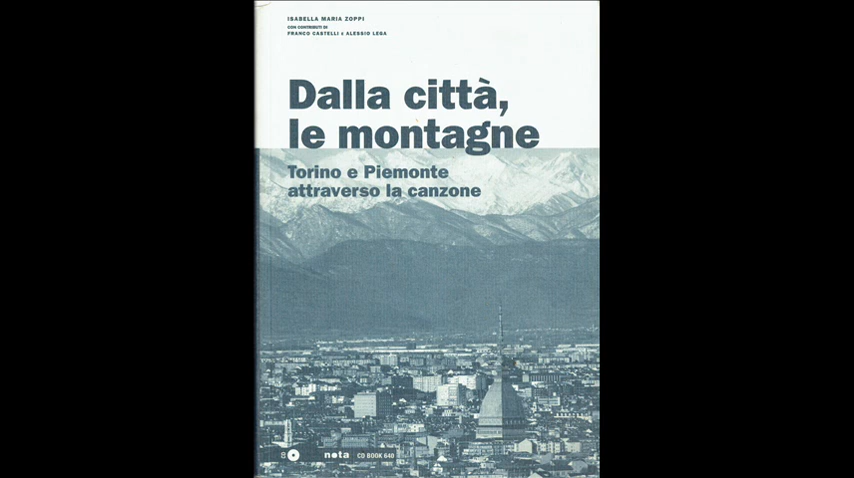 ISABELLA MARIA ZOPPI
CON CONTRIBUTI DI
FRANCO CASTELLI E ALESSIO LEGA
Dalla città,
le montagne
Torino e Piemonte
attraverso la canzone
nota CD BOOK 640